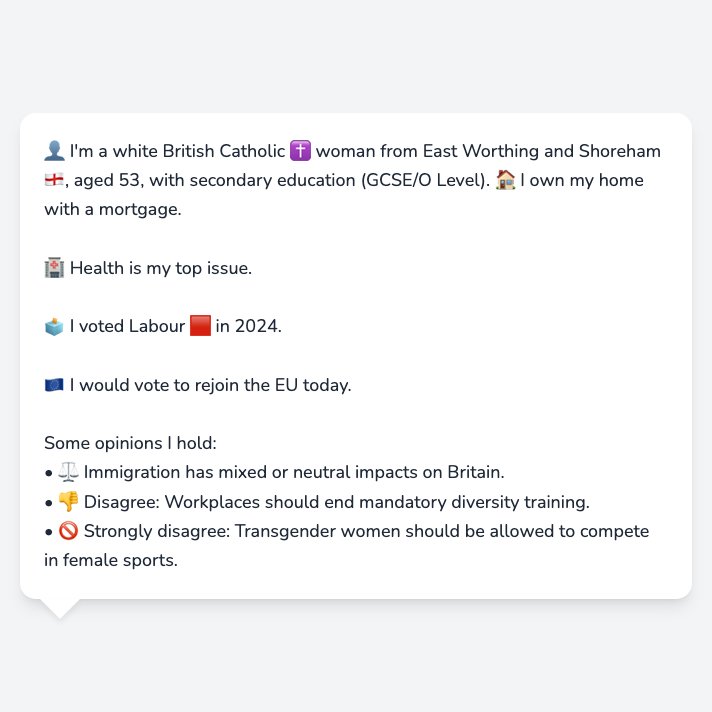 👤 I'm a white British Catholic ✝️ woman from East Worthing and Shoreham
🏴󠁧󠁢󠁥󠁮󠁧󠁿, aged 53, with secondary education (GCSE/O Level). 🏠 I own my home
with a mortgage.
🏥 Health is my top issue.
🗳️ I voted Labour 🟥 in 2024.
🇪🇺 I would vote to rejoin the EU today.
Some opinions I hold:
• ⚖️ Immigration has mixed or neutral impacts on Britain.
• 👎 Disagree: Workplaces should end mandatory diversity training.
• 🚫 Strongly disagree: Transgender women should be allowed to compete
in female sports.